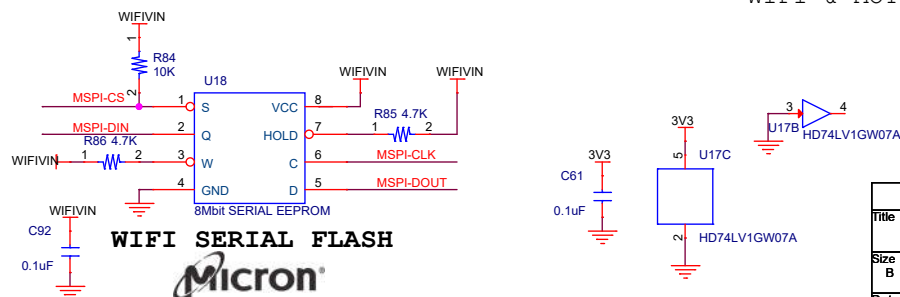 WIFIVIN
1
R84
10K
2
MSPI-CS
MSPI-DIN
R86 4.7K
WIFIVIN
1
2
U18
1
S
VCC
8
2
Q
HOLD
7
3
W
C
6
4
GND
D
5
8Mbit SERIAL EEPROM
WIFIVIN
WIFIVIN
R85 4.7K
1
2
MSPI-CLK
MSPI-DOUT
WIFIVIN
C92
0.1uF
WIFI SERIAL FLASH
Micron
3V3
C61
0.1uF
3V3
5
U17C
2
HD74LV1GW07A
3
4
U17B
HD74LV1GW07A
Title
Size
B